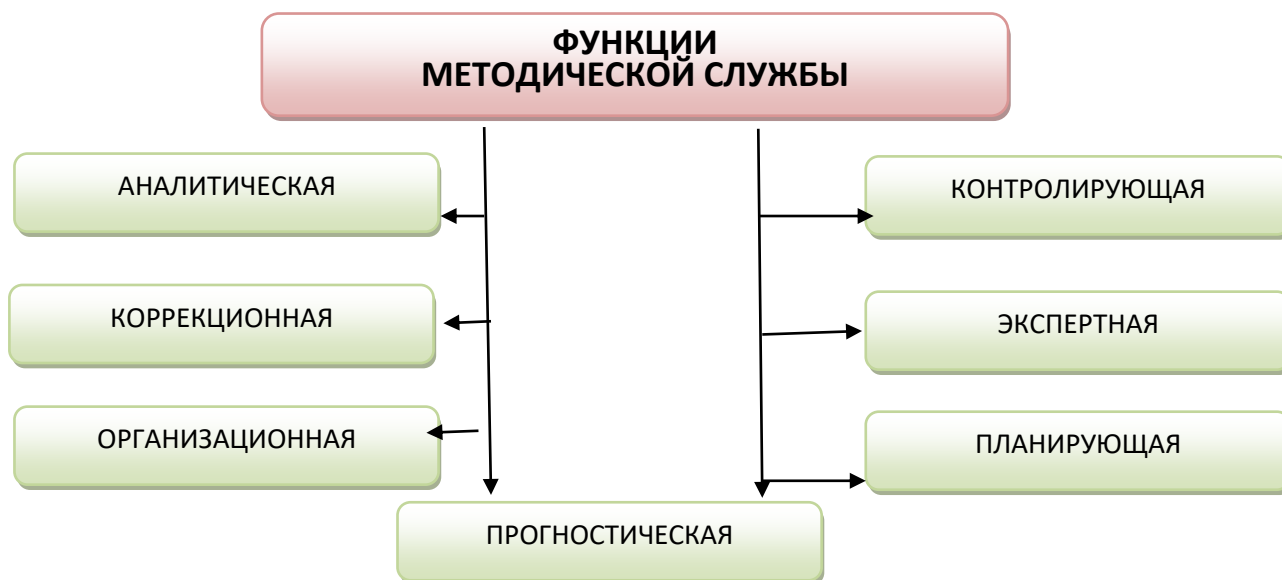 ФУНКЦИИ
МЕТОДИЧЕСКОЙ СЛУЖБЫ
АНАЛИТИЧЕСКАЯ
КОНТРОЛИРУЮЩАЯ
КОРРЕКЦИОННАЯ
ЭКСПЕРТНАЯ
ОРГАНИЗАЦИОННАЯ
ПЛАНИРУЮЩАЯ
ПРОГНОСТИЧЕСКАЯ